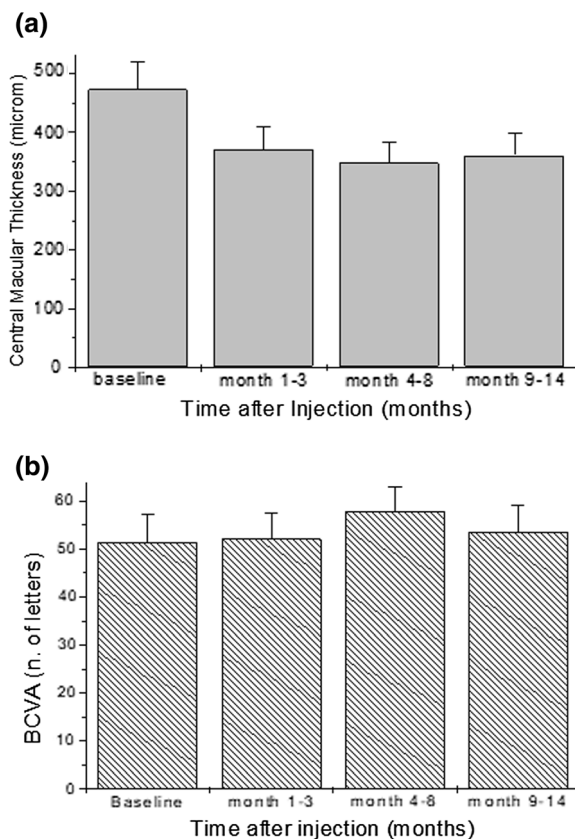 (a)
Central Macular Thickness (microm)
500
400
300
200
100
0
baseline month 1-3 month 4-8 month 9-14
Time after Injection (months)
(b)
BCVA (n. of letters)
60
50
40
30
20
10
0
Baseline month 1-3 month 4-8 month 9-14
Time after injection (months)